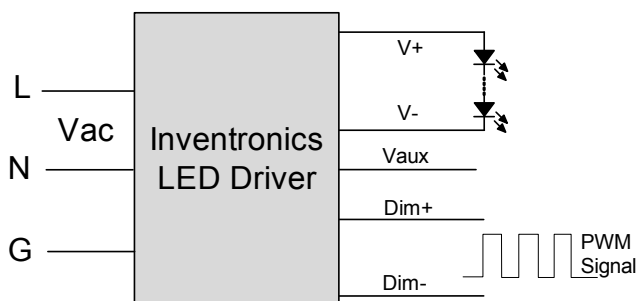 L
Vac
N
G
Inventronics
LED Driver
V+
V-
Vaux
Dim+
Dim-
PWM
Signal